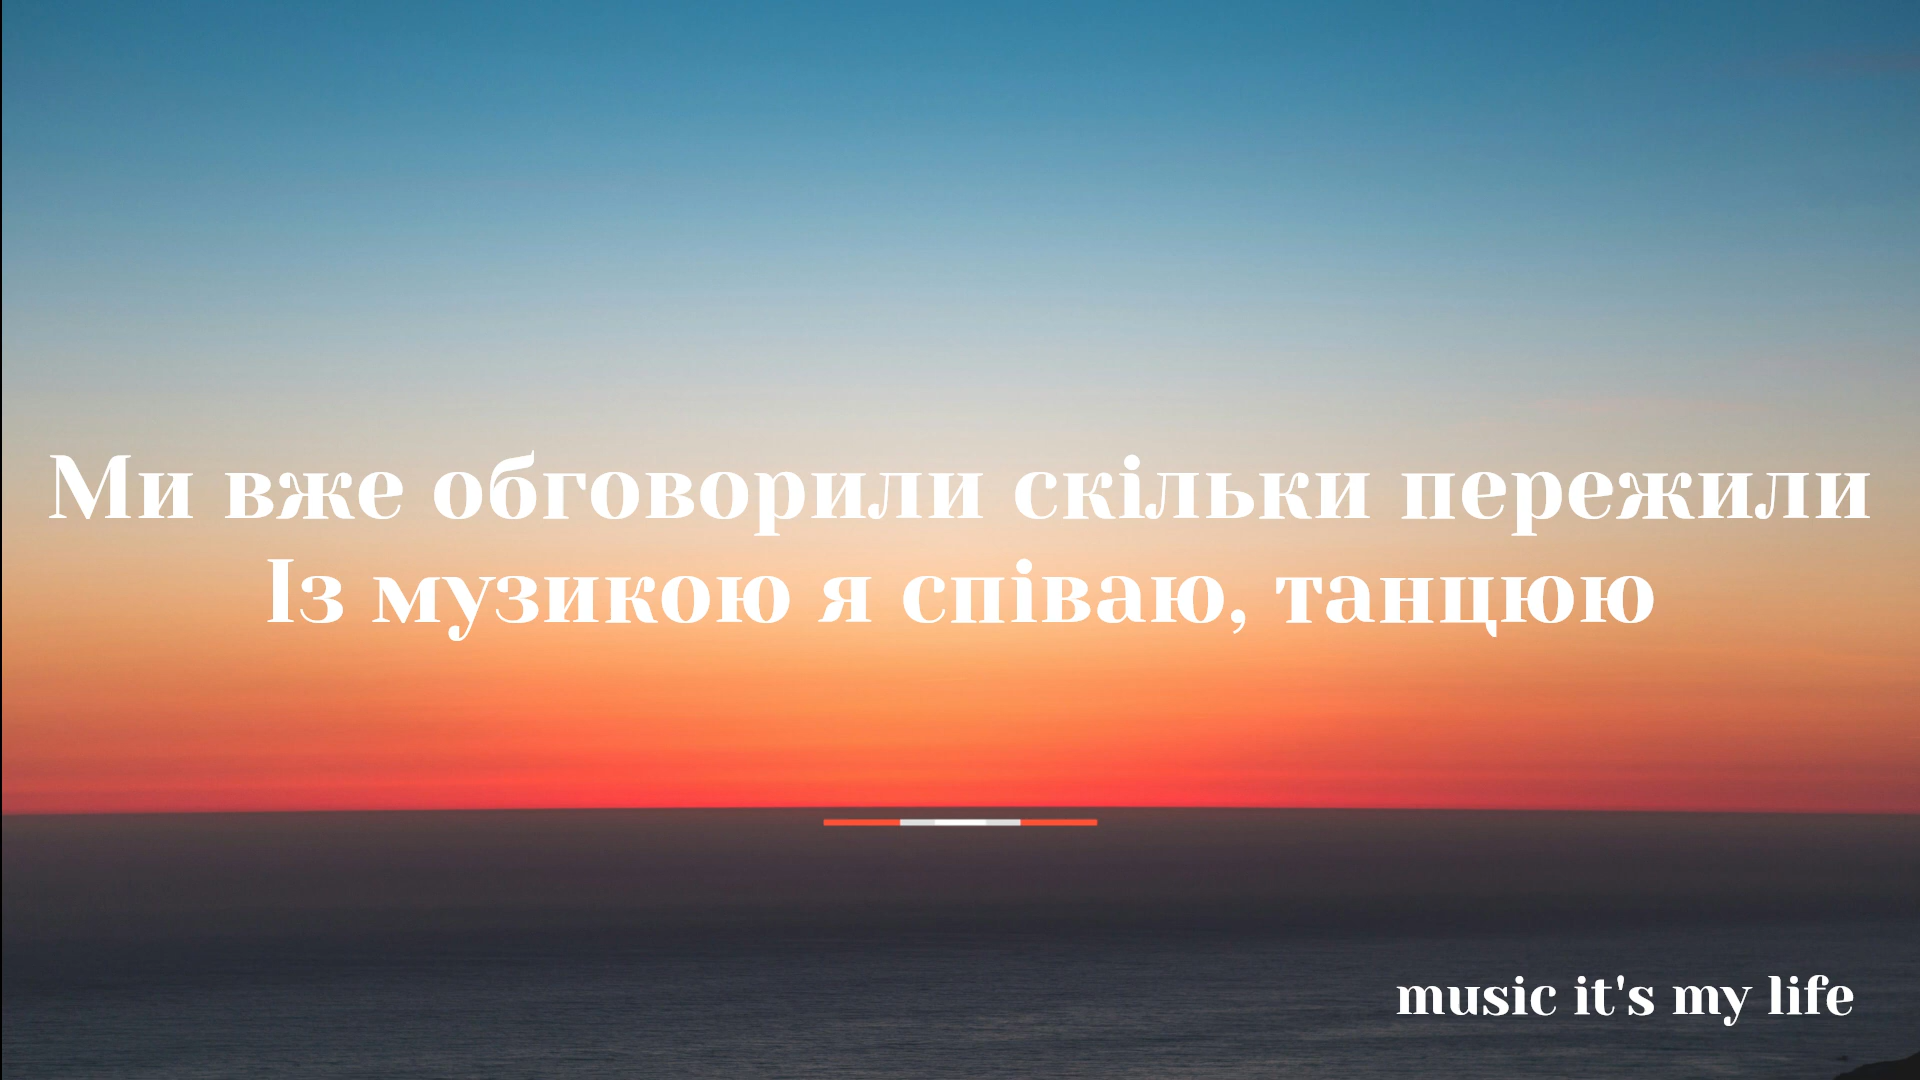 Ми вже обговорили скільки пережили
Із музикою я співаю, танцюю
music it's my life